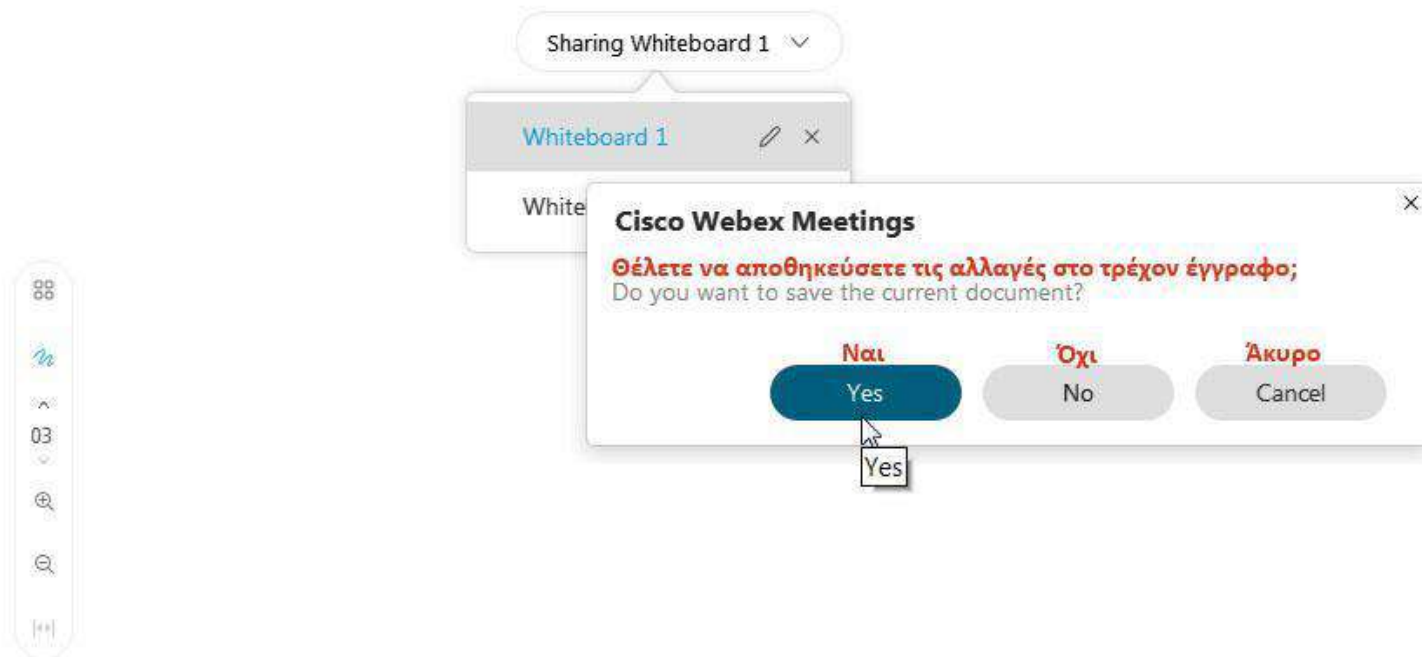 Sharing Whiteboard 1
Whiteboard 1
White
Cisco Webex Meetings
Θέλετε να αποθηκεύσετε τις αλλαγές στο τρέχον έγγραφο;
Do you want to save the current document?
Ναι Όχι Άκυρο
Yes No Cancel
Yes
03